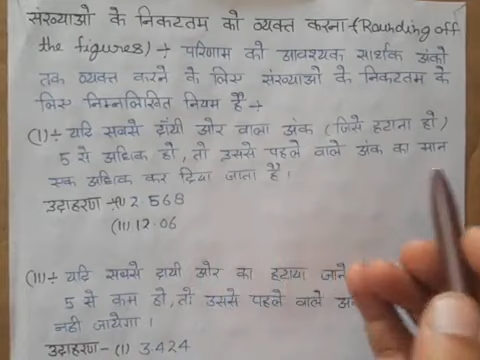 संख्याओ के निकटतम को व्यक्त करना - (Rounding off
the figures) → परिणाम को आवश्यक सार्थक अंको
तक व्यक्त करने के लिए संख्याओ के निकटतम के
लिए निम्नलिखित नियम है →
(I) ÷ यदि सबसे दाँयी ओर वाला अंक (जिसे हटाना हो)
5 से अधिक हो, तो उससे पहले वाले अंक का मान
एक अधिक कर दिया जाता है।
उदाहरण → (I) 2.568
(II) 12.06
(II) ÷ यदि सबसे दायी ओर का हटाया जाने
5 से कम हो, तो उससे पहले वाले
नही जायेगा।
उदाहरण - (I) 3.424